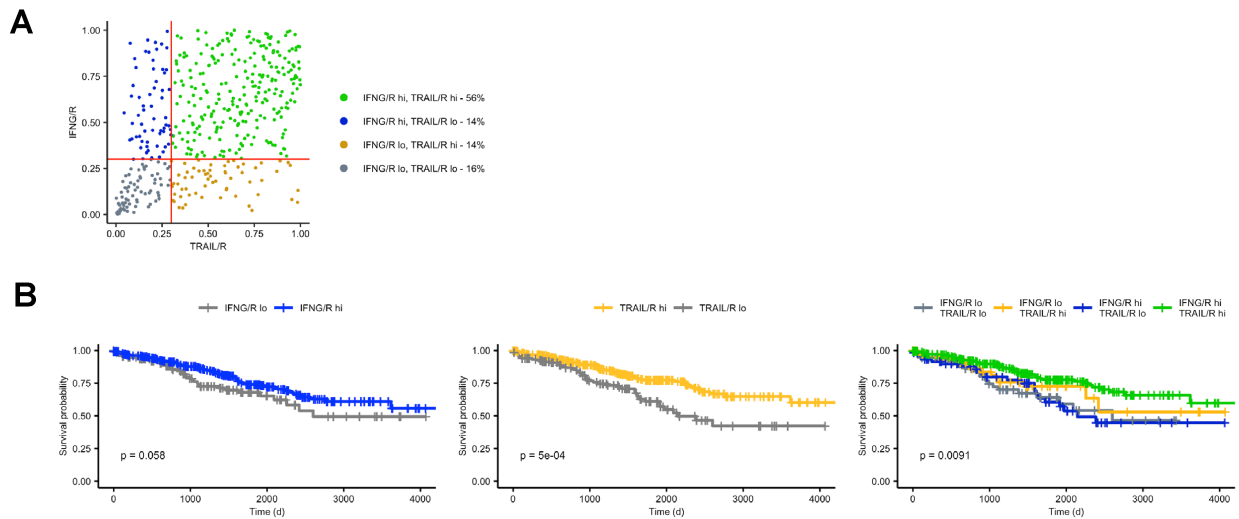 A
1.00
0.75
0.50
0.25
0.00
IFNG/R
0.00 0.25 0.50 0.75 1.00
TRAIL/R
IFNG/R hi, TRAIL/R hi - 56%
IFNG/R hi, TRAIL/R lo - 14%
IFNG/R lo, TRAIL/R hi - 14%
IFNG/R lo, TRAIL/R lo - 16%
B
IFNG/R lo IFNG/R hi
1.00
0.75
0.50
0.25
0.00
Survival probability
p = 0.058
0 1000 2000 3000 4000
Time (d)
TRAIL/R hi TRAIL/R lo
1.00
0.75
0.50
0.25
0.00
Survival probability
p = 5e-04
0 1000 2000 3000 4000
Time (d)
IFNG/R lo IFNG/R lo IFNG/R hi IFNG/R hi
TRAIL/R lo TRAIL/R hi TRAIL/R lo TRAIL/R hi
1.00
0.75
0.50
0.25
0.00
Survival probability
p = 0.0091
0 1000 2000 3000 4000
Time (d)